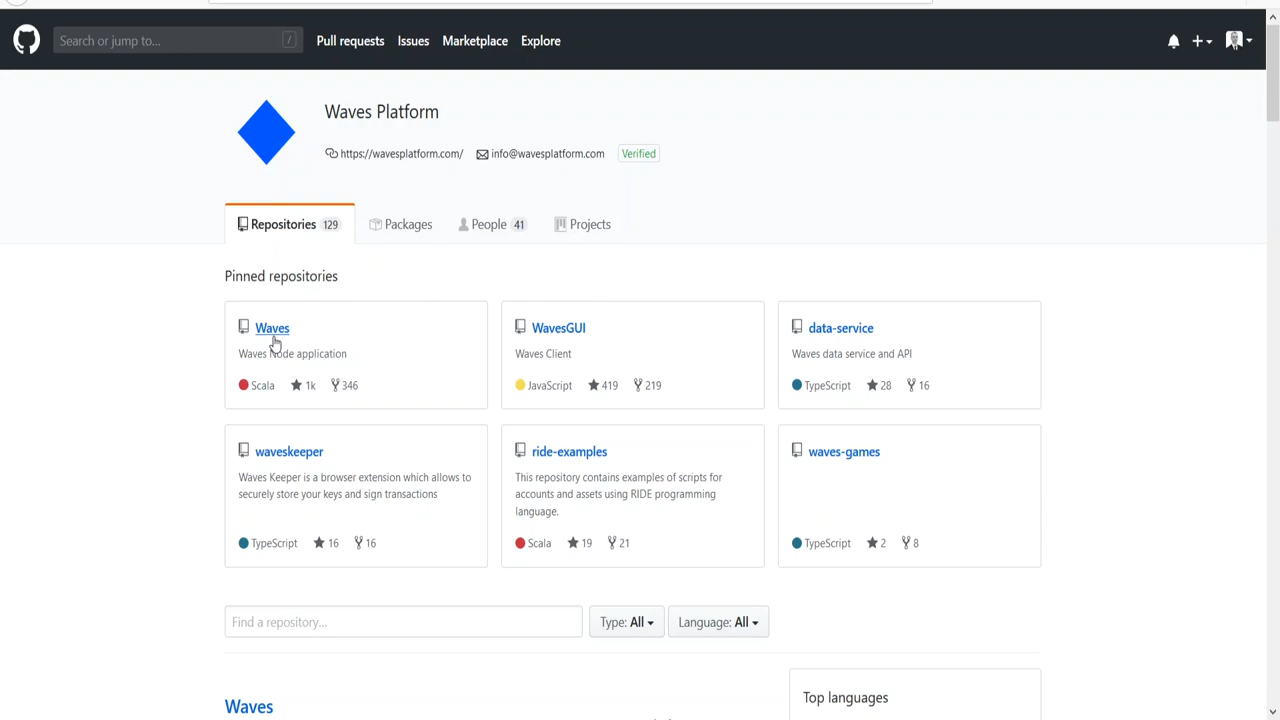 Search or jump to... /
Pull requests Issues Marketplace Explore
Waves Platform
https://wavesplatform.com/ info@wavesplatform.com Verified
Repositories 129 Packages People 41 Projects
Pinned repositories
Waves
Waves Node application
Scala 1k 346
WavesGUI
Waves Client
JavaScript 419 219
data-service
Waves data service and API
TypeScript 28 16
waveskeeper
Waves Keeper is a browser extension which allows to
securely store your keys and sign transactions
TypeScript 16 16
ride-examples
This repository contains examples of scripts for
accounts and assets using RIDE programming
language.
Scala 19 21
waves-games
TypeScript 2 8
Find a repository... Type: All Language: All
Waves
Top languages